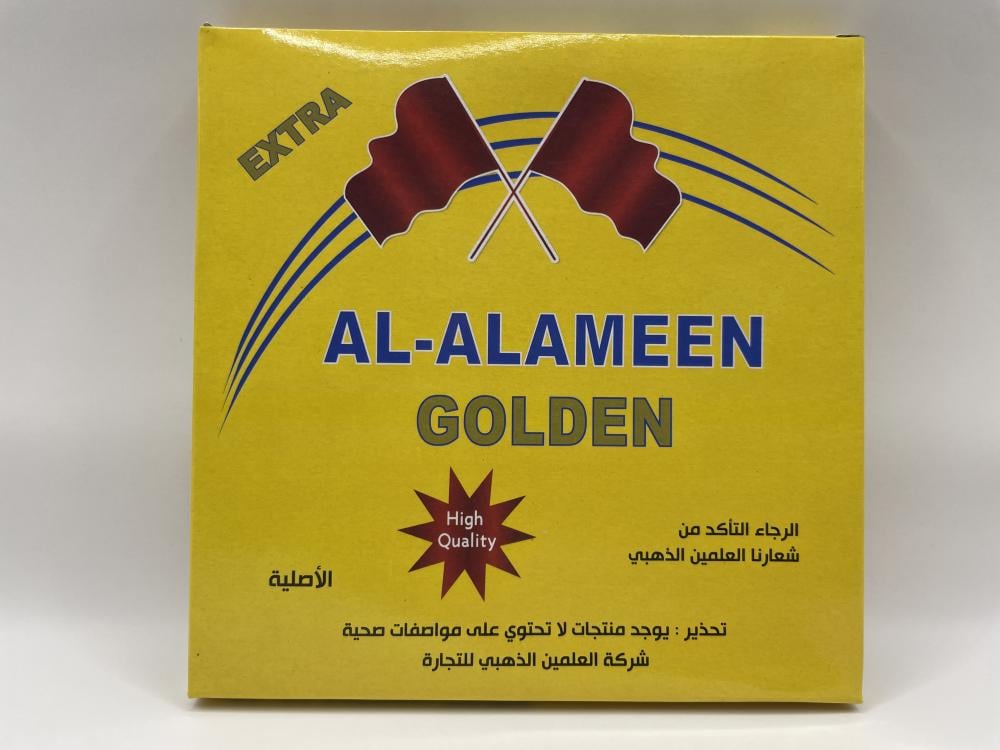 EXTRA
AL-ALAMEEN
GOLDEN
High
Quality
الرجاء التأكد من
شعارنا العلمين الذهبي
الأصلية
تحذير : يوجد منتجات لا تحتوي على مواصفات صحية
شركة العلمين الذهبي للتجارة